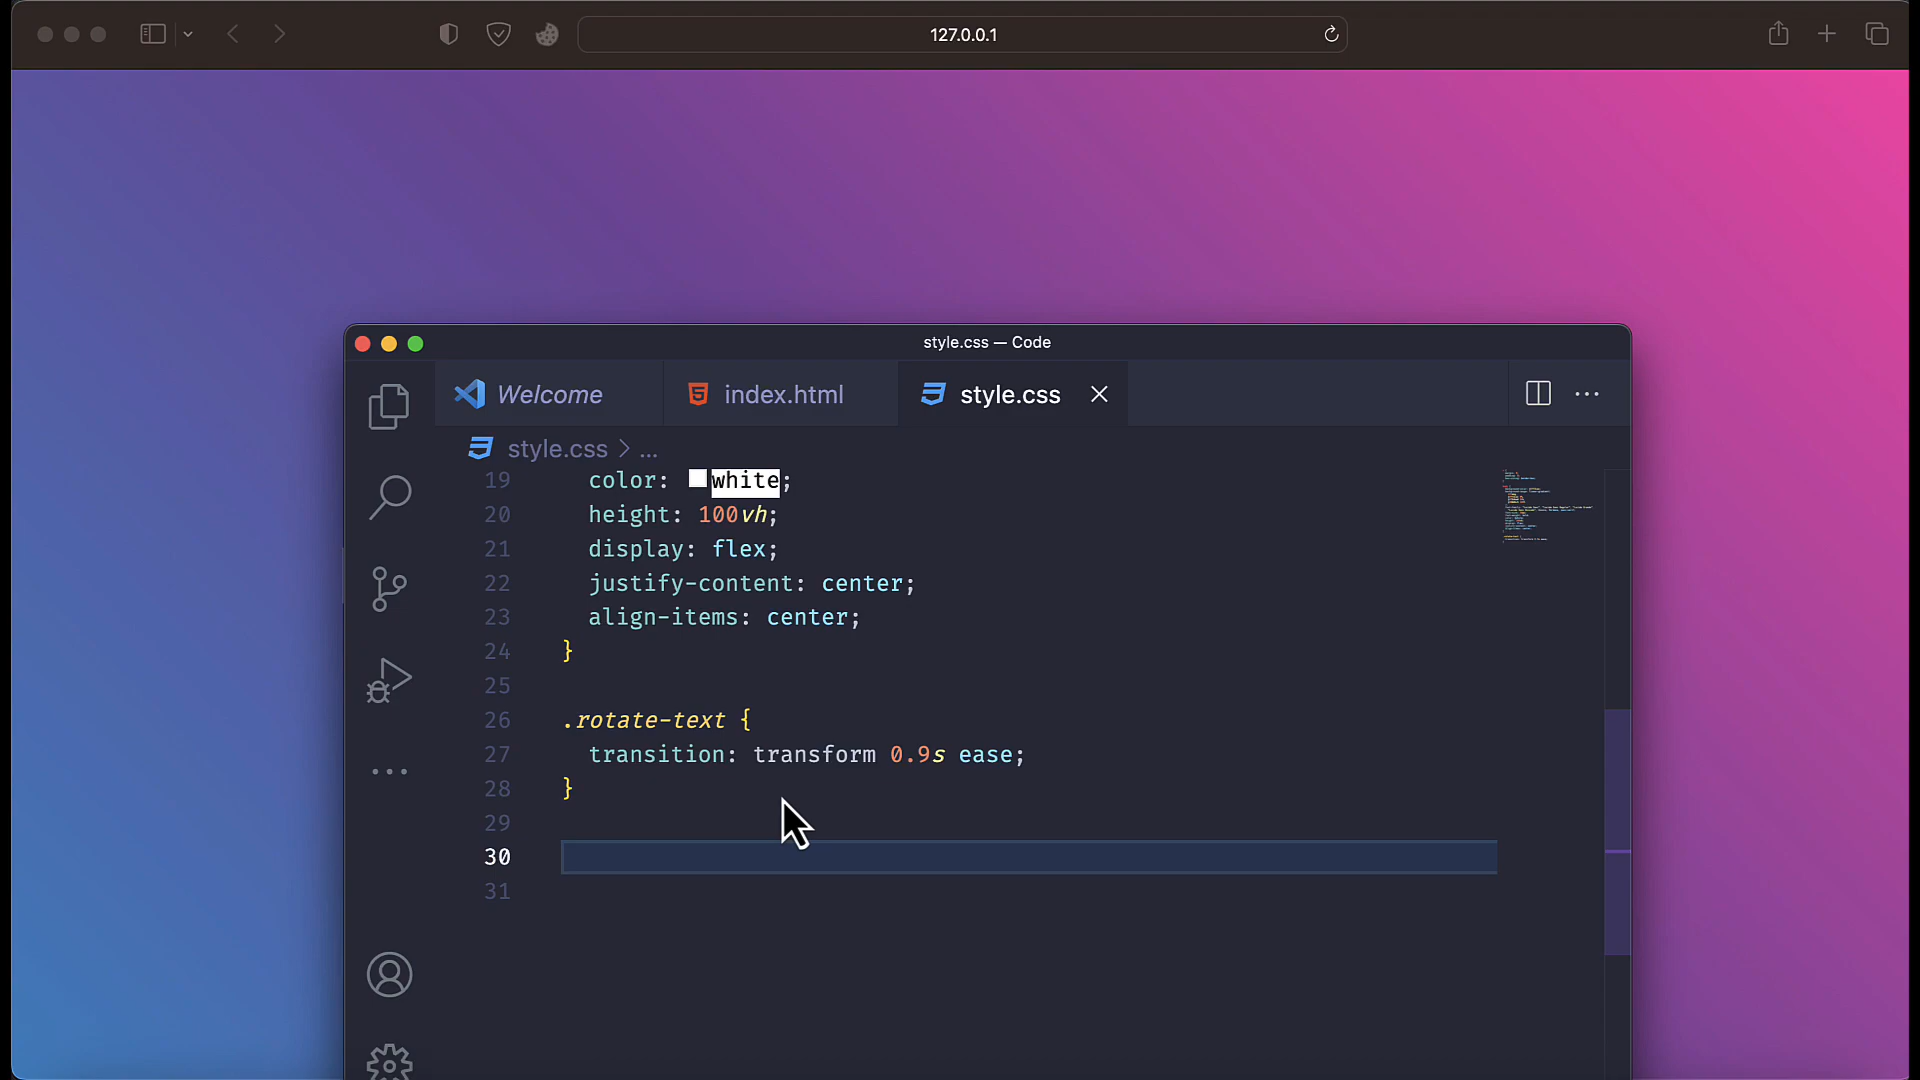 127.0.0.1
style.css — Code
Welcome
index.html
style.css
style.css > ...
19 color: white;
20 height: 100vh;
21 display: flex;
22 justify-content: center;
23 align-items: center;
24 }
25
26 .rotate-text {
27 transition: transform 0.9s ease;
28 }
29
30
31